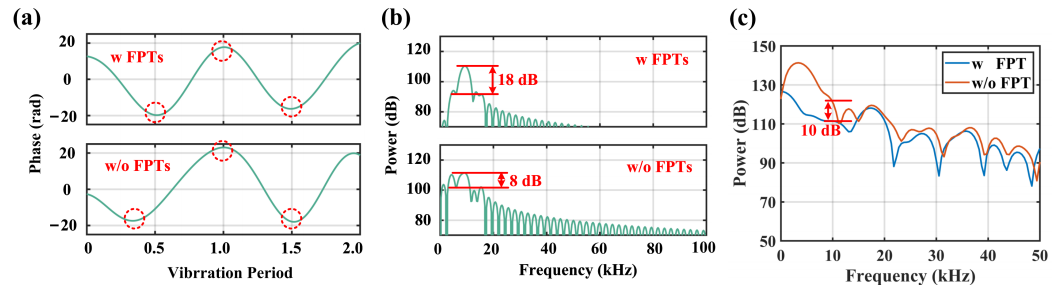 (a)
20
w FPTs
0
−20
20
w/o FPTs
0
−20
0
0.5
1.0
1.5
2.0
Phase (rad)
Vibrration Period
(b)
120
w FPTs
100
18 dB
80
120
w/o FPTs
100
8 dB
80
0
20
40
60
80
100
Power (dB)
Frequency (kHz)
(c)
150
130
110
90
70
50
w FPT
w/o FPT
10 dB
0
10
20
30
40
50
Power (dB)
Frequency (kHz)